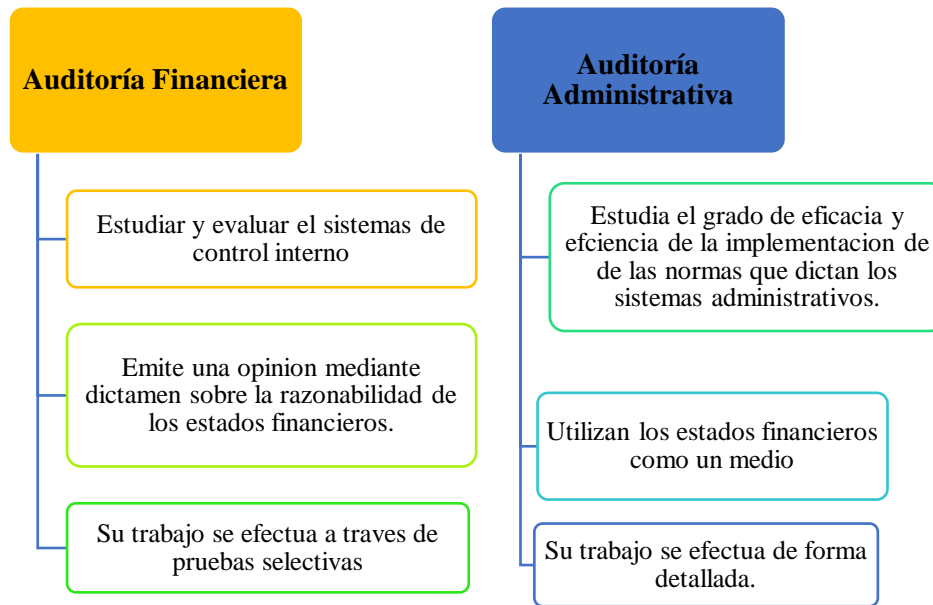 Auditoría Financiera
Estudiar y evaluar el sistemas de
control interno
Emite una opinion mediante
dictamen sobre la razonabilidad de
los estados financieros.
Su trabajo se efectua a traves de
pruebas selectivas
Auditoría
Administrativa
Estudia el grado de eficacia y
efciencia de la implementacion de
de las normas que dictan los
sistemas administrativos.
Utilizan los estados financieros
como un medio
Su trabajo se efectua de forma
detallada.